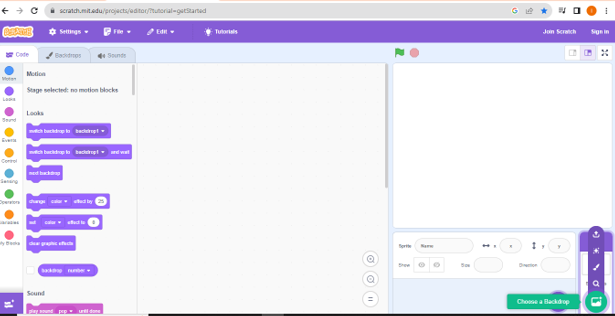 scratch.mit.edu/projects/editor/?tutorial=getStarted
SCRATCH Settings File Edit Tutorials Join Scratch Sign in
Code Backdrops Sounds
Motion
Looks
Sound
Events
Control
Sensing
Operators
Variables
My Blocks
Motion
Stage selected: no motion blocks
Looks
switch backdrop to backdrop1
switch backdrop to backdrop1 and wait
next backdrop
change color effect by 25
set color effect to 0
clear graphic effects
backdrop number
Sound
play sound pop until done
Sprite Name x x y y
Show Size Direction
Choose a Backdrop